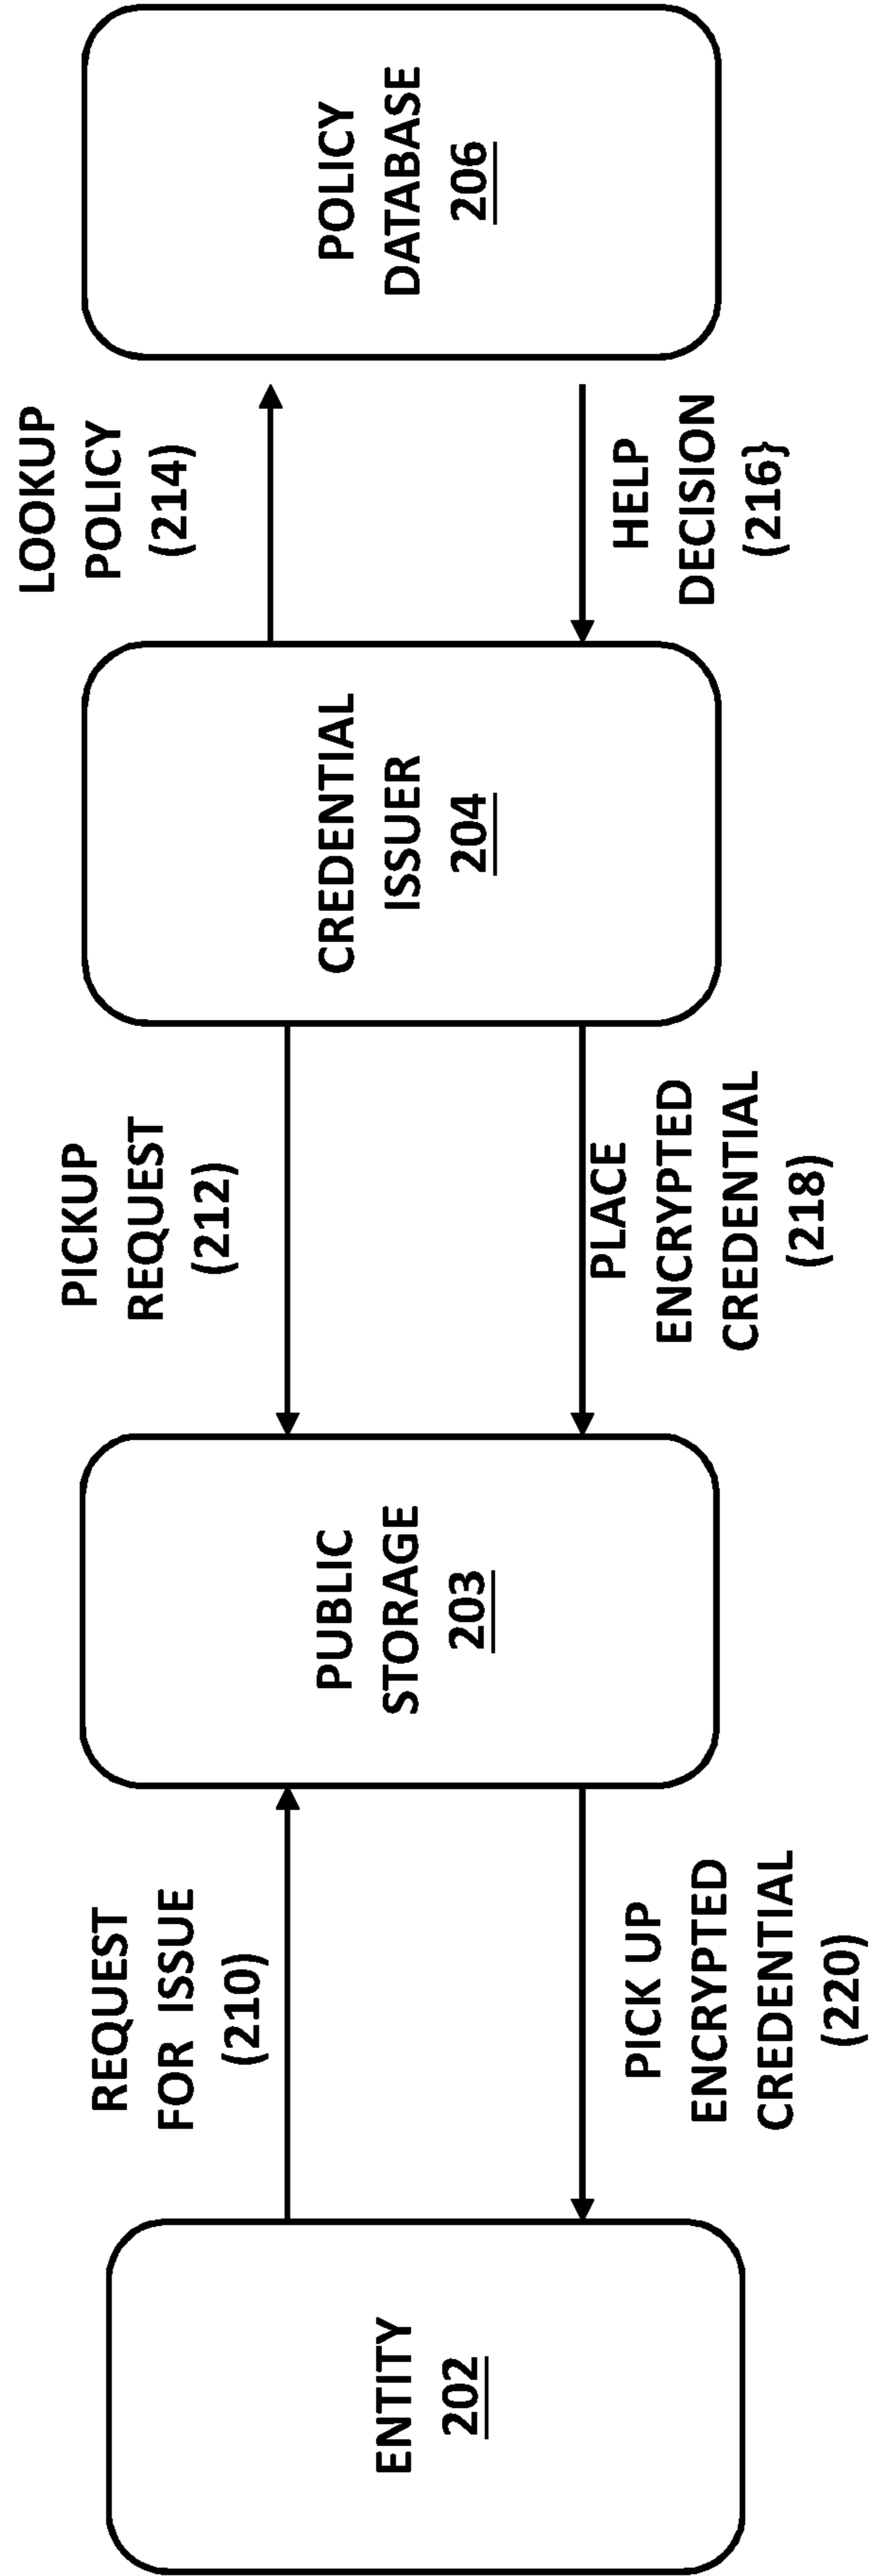 ENTITY
202
REQUEST
FOR ISSUE
(210)
PICK UP
ENCRYPTED
CREDENTIAL
(220)
PUBLIC
STORAGE
203
PICKUP
REQUEST
(212)
PLACE
ENCRYPTED
CREDENTIAL
(218)
CREDENTIAL
ISSUER
204
LOOKUP
POLICY
(214)
HELP
DECISION
(216}
POLICY
DATABASE
206